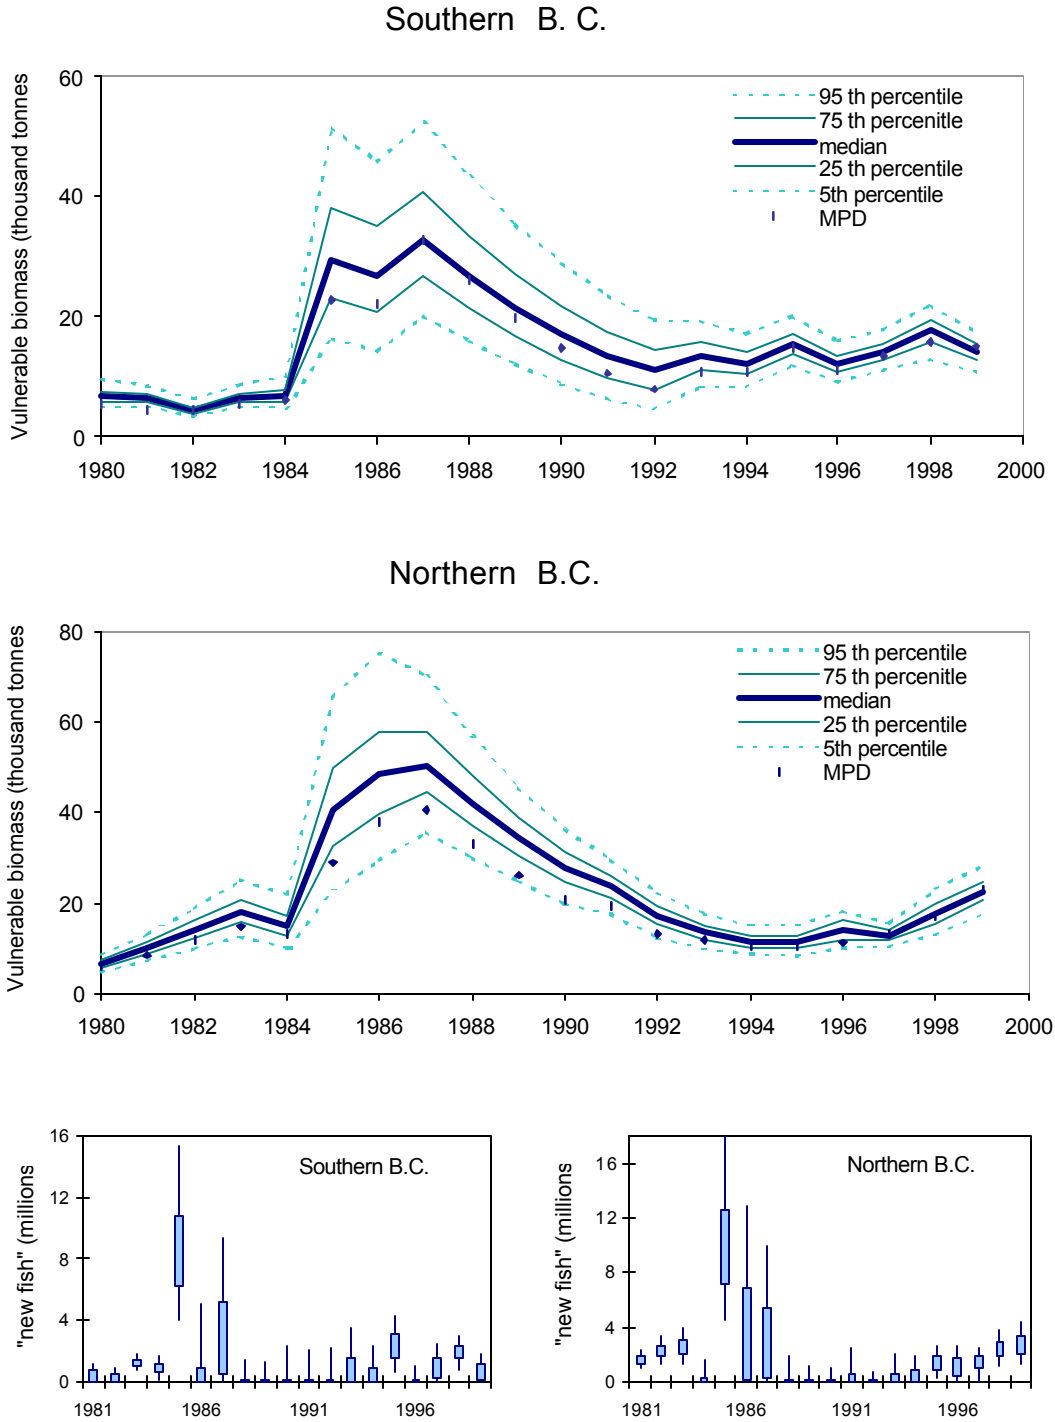 Southern B. C.
Vulnerable biomass (thousand tonnes
60
40
20
0
95 th percentile
75 th percenitle
median
25 th percentile
5th percentile
MPD
1980 1982 1984 1986 1988 1990 1992 1994 1996 1998 2000
Northern B.C.
Vulnerable biomass (thousand tonnes
80
60
40
20
0
95 th percentile
75 th percenitle
median
25 th percentile
5th percentile
MPD
1980 1982 1984 1986 1988 1990 1992 1994 1996 1998 2000
"new fish" (millions
16
12
8
4
0
Southern B.C.
1981 1986 1991 1996
"new fish" (millions
16
12
8
4
0
Northern B.C.
1981 1986 1991 1996